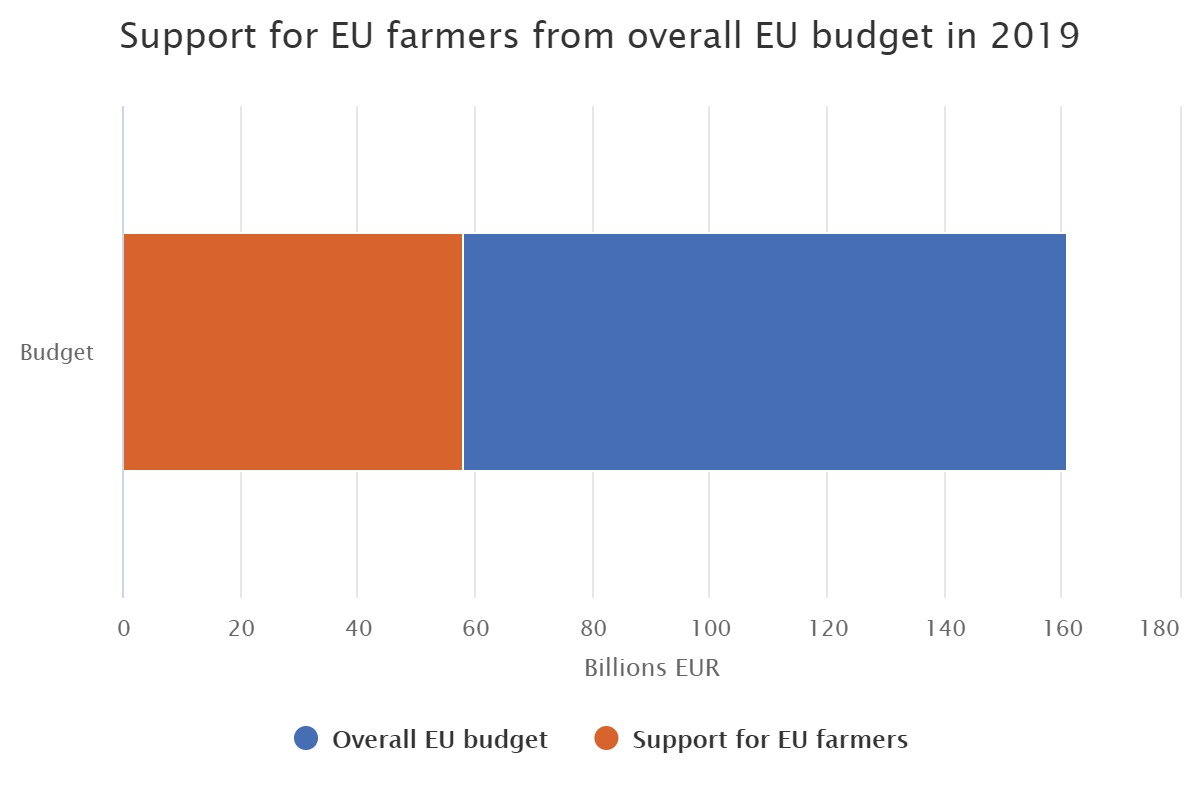 Support for EU farmers from overall EU budget in 2019
Budget
0 20 40 60 80 100 120 140 160 180
Billions EUR
Overall EU budget Support for EU farmers